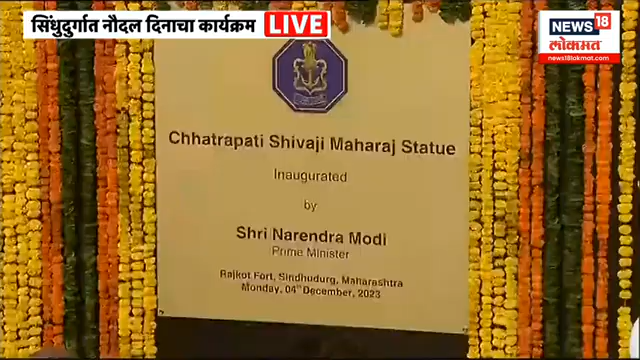 सिंधुदुर्गात नौदल दिनाचा कार्यक्रम LIVE
NEWS18
लोकमत
news18lokmat.com
Chhatrapati Shivaji Maharaj Statue
Inaugurated
by
Shri Narendra Modi
Prime Minister
Rajkot Fort, Sindhudurg, Maharashtra
Monday, 04th December, 2023